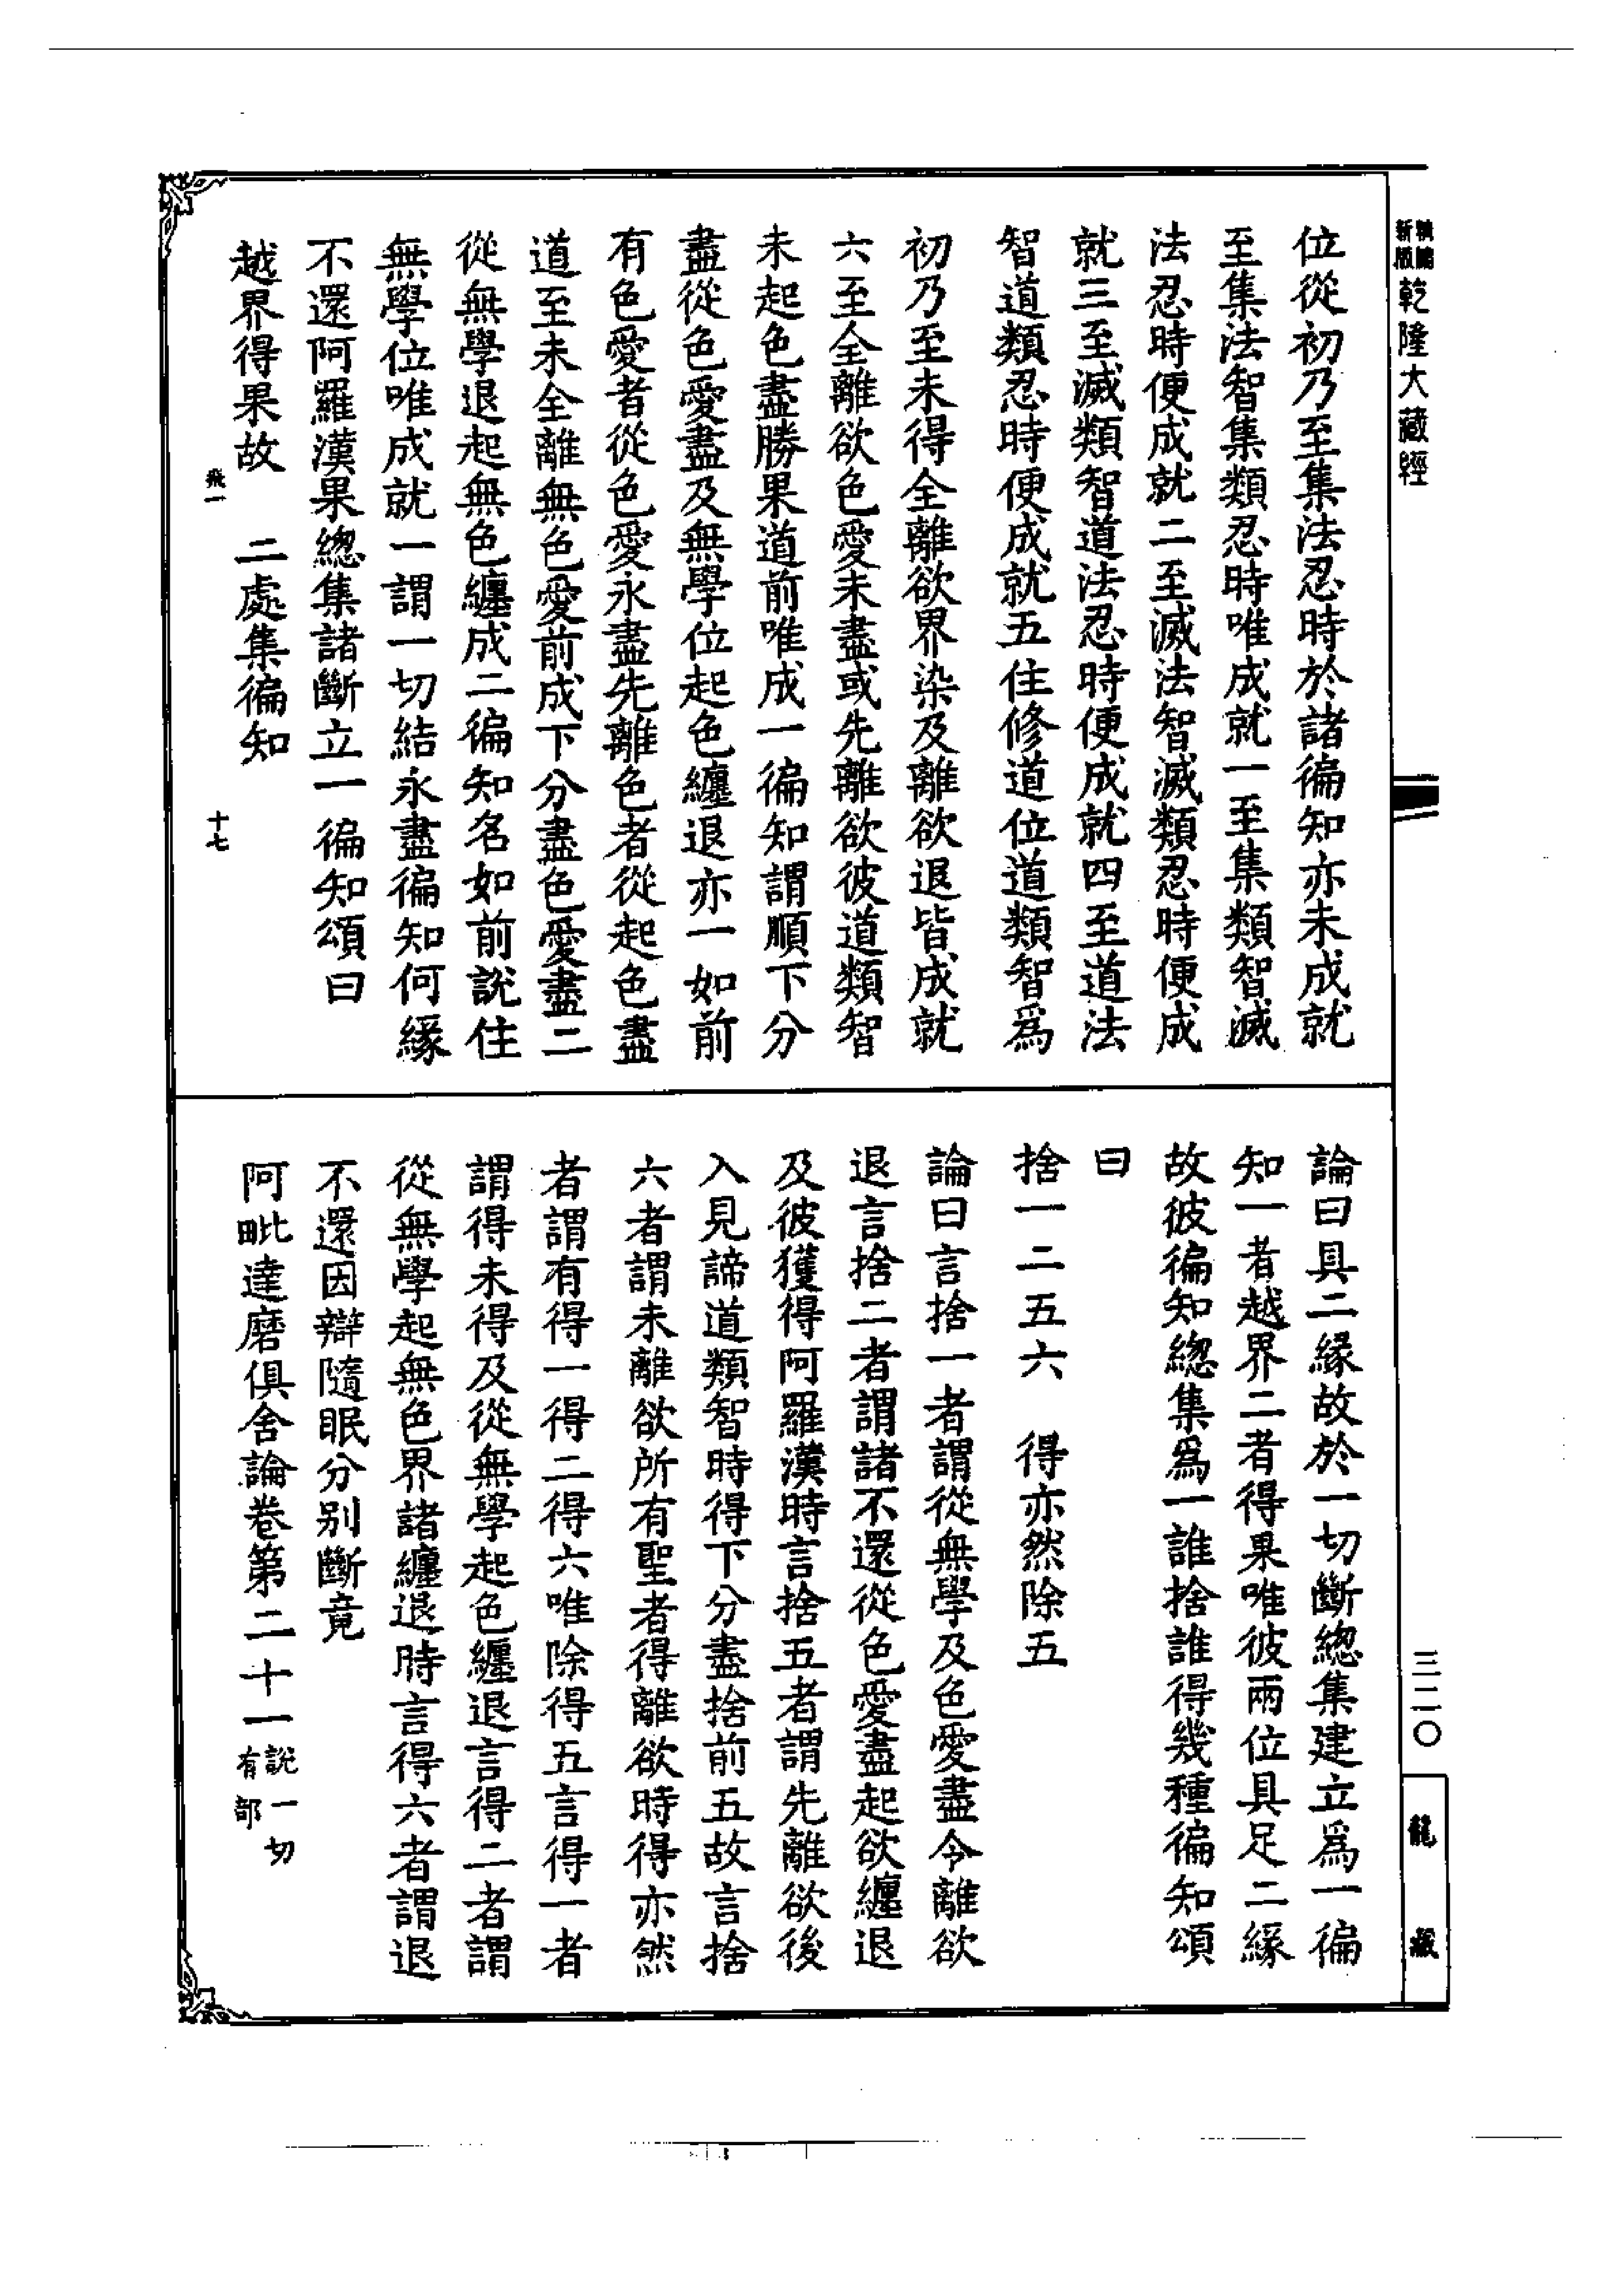 新版
乾隆大藏經
三二〇
龍藏
位從初乃至集法忍時於諸徧知亦未成就
至集法智集類忍時唯成就一至集類智滅
法忍時便成就二至滅法智滅類忍時便成
就三至滅類智道法忍時便成就四至道法
智道類忍時便成就五住修道位道類智爲
初乃至未得全離欲界染及離欲退皆成就
六至全離欲色愛未盡或先離欲彼道類智
未起色盡勝果道前唯成一徧知謂順下分
盡從色愛盡及無學位起色纏退亦一如前
有色愛者從色愛永盡先離色者從起色盡
道至未全離無色愛前成下分盡色愛盡二
從無學退起無色纏成二徧知名如前說住
無學位唯成就一謂一切結永盡徧知何緣
不還阿羅漢果總集諸斷立一徧知頌曰
越界得果故　二處集徧知
飛一　十七
論曰具二緣故於一切斷總集建立爲一徧
知一者越界二者得果唯彼兩位具足二緣
故彼徧知總集爲一誰捨誰得幾種徧知頌
曰
捨一二五六　得亦然除五
論曰言捨一者謂從無學及色愛盡全離欲
退言捨二者謂諸不還從色愛盡起欲纏退
及彼獲得阿羅漢時言捨五者謂先離欲後
入見諦道類智時得下分盡捨前五故言捨
六者謂未離欲所有聖者得離欲時得亦然
者謂有得一得二得六唯除得五言得一者
謂得未得及從無學起色纏退言得二者謂
從無學起無色界諸纏退時言得六者謂退
不還因辯隨眠分别斷竟
阿毗達磨俱舍論卷第二十一 說一切有部